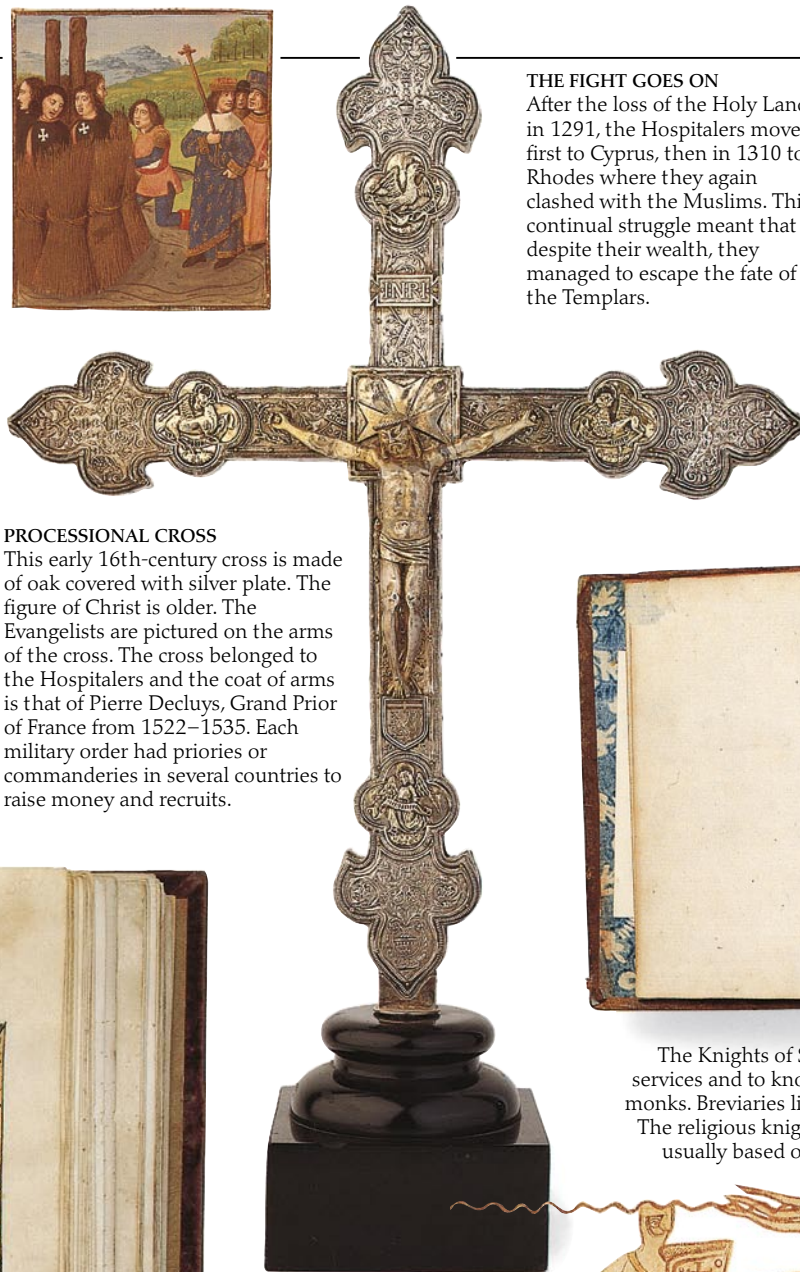 THE FIGHT GOES ON
After the loss of the Holy
in 1291, the Hospitalers
first to Cyprus, then in 1310
Rhodes where they again
clashed with the Muslims.
continual struggle meant that
despite their wealth, they
managed to escape the fate of
the Templars.
INRI
PROCESSIONAL CROSS
This early 16th-century cross is made
of oak covered with silver plate. The
figure of Christ is older. The
Evangelists are pictured on the arms
of the cross. The cross belonged to
the Hospitalers and the coat of arms
is that of Pierre Decluys, Grand Prior
of France from 1522–1535. Each
military order had priories or
commanderies in several countries to
raise money and recruits.
The Knights of
services and to
monks. Breviaries
The religious
usually based